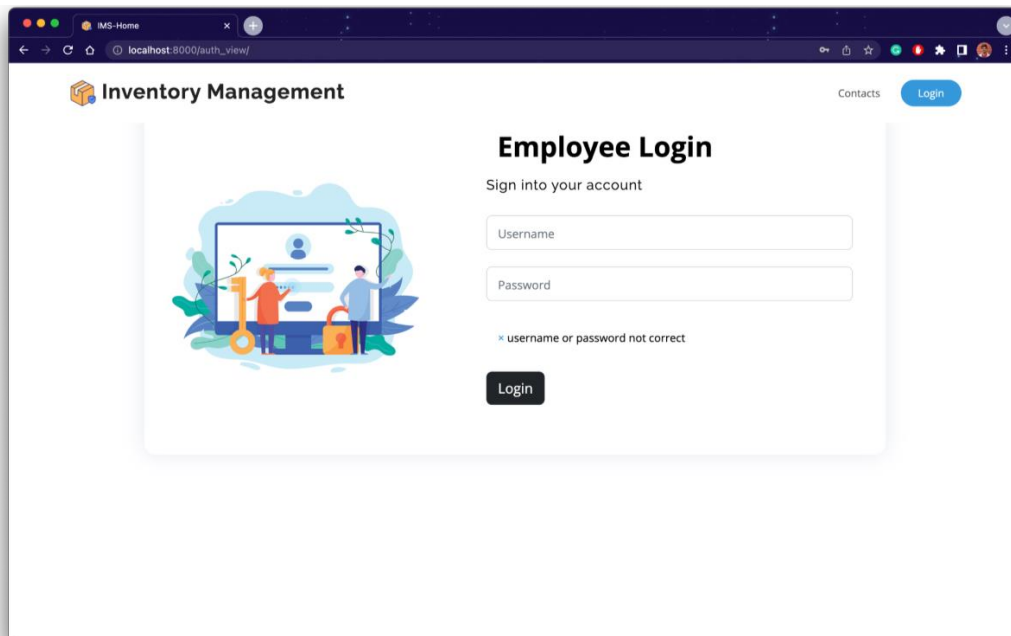 IMS-Home
localhost:8000/auth_view/
Inventory Management
Contacts
Login
Employee Login
Sign into your account
Username
Password
× username or password not correct
Login